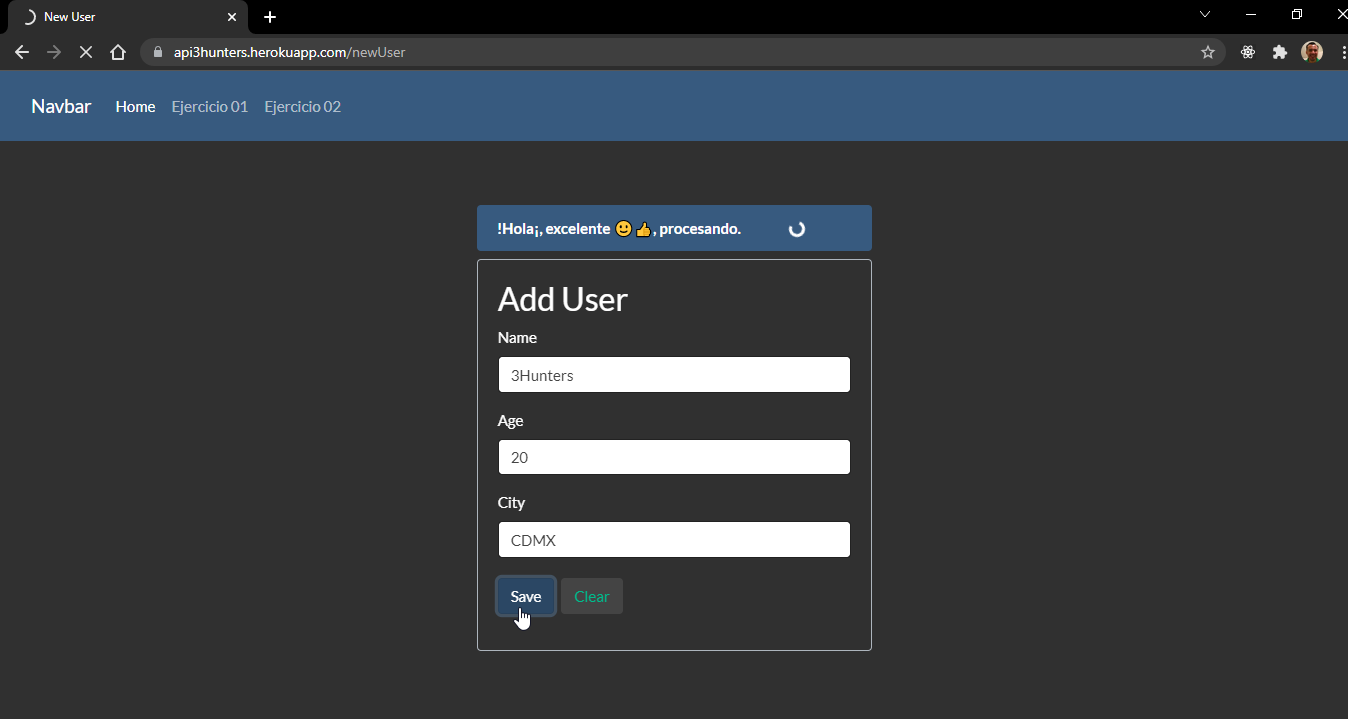 New User
api3hunters.herokuapp.com/newUser
Navbar Home Ejercicio 01 Ejercicio 02
!Hola¡, excelente 🙂👍, procesando.
Add User
Name
3Hunters
Age
20
City
CDMX
Save Clear